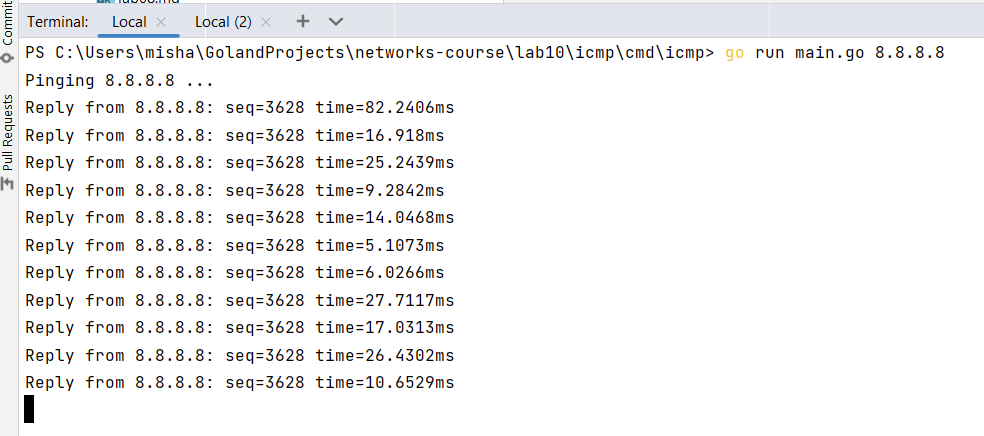 lab08.md
Commit
Pull Requests
Terminal: Local Local (2)
PS C:\Users\misha\GolandProjects\networks-course\lab10\icmp\cmd\icmp> go run main.go 8.8.8.8
Pinging 8.8.8.8 ...
Reply from 8.8.8.8: seq=3628 time=82.2406ms
Reply from 8.8.8.8: seq=3628 time=16.918ms
Reply from 8.8.8.8: seq=3628 time=25.2439ms
Reply from 8.8.8.8: seq=3628 time=9.2842ms
Reply from 8.8.8.8: seq=3628 time=14.0468ms
Reply from 8.8.8.8: seq=3628 time=5.1073ms
Reply from 8.8.8.8: seq=3628 time=6.0266ms
Reply from 8.8.8.8: seq=3628 time=27.7117ms
Reply from 8.8.8.8: seq=3628 time=17.0313ms
Reply from 8.8.8.8: seq=3628 time=26.4302ms
Reply from 8.8.8.8: seq=3628 time=10.6529ms